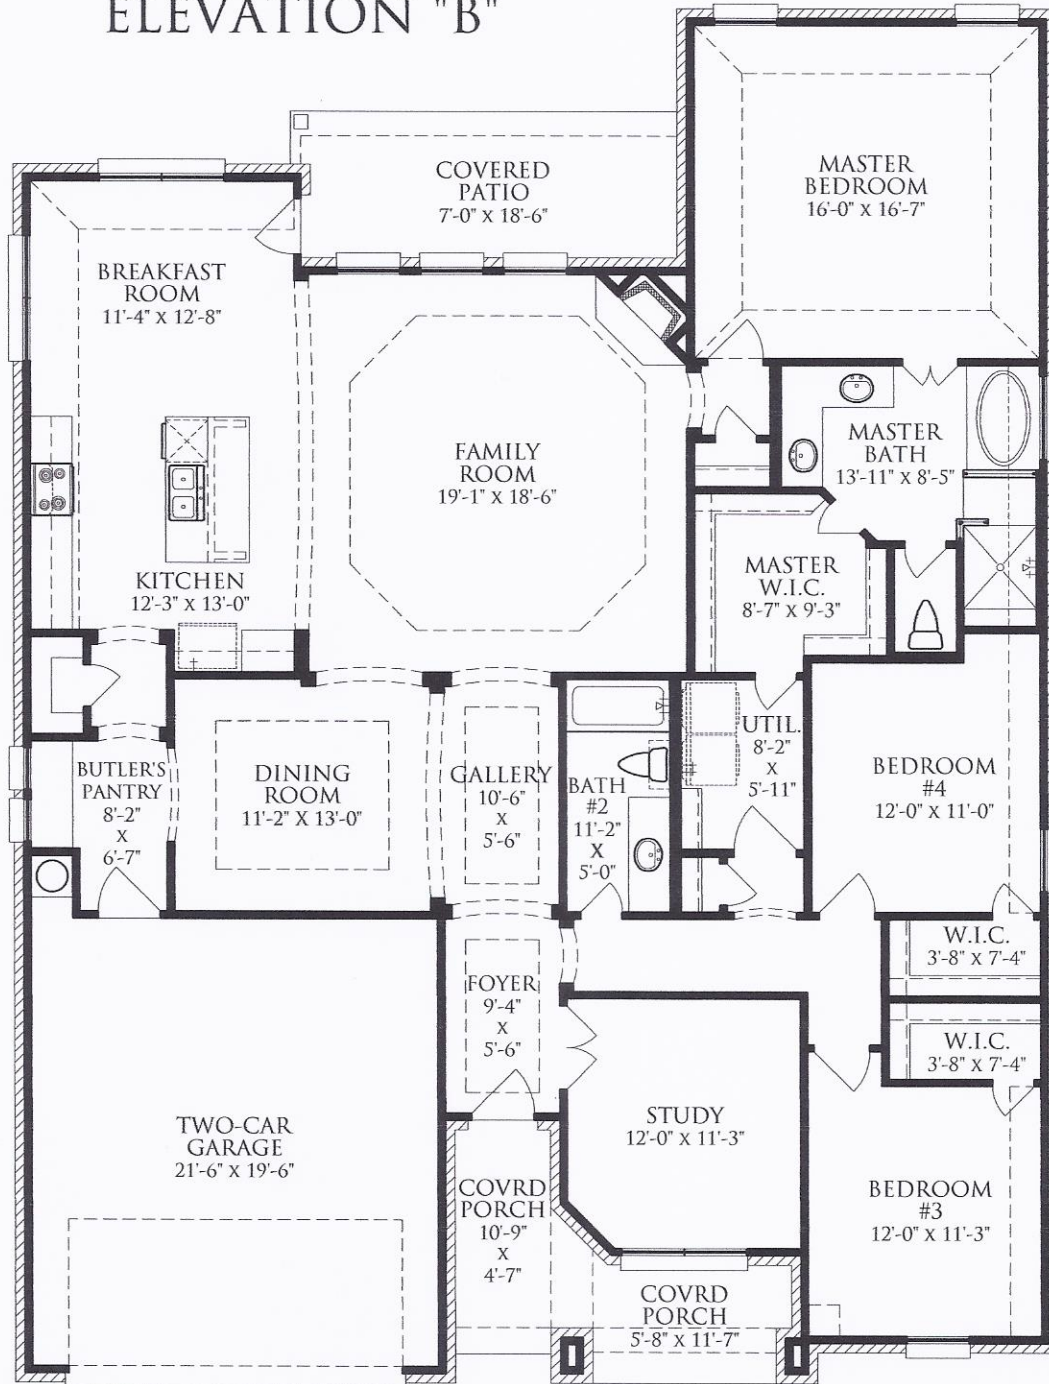 ELEVATION "B"
COVERED
PATIO
7'-0" X 18'-6"
MASTER
BEDROOM
16'-0" X 16'-7"
BREAKFAST
ROOM
11'-4" X 12'-8"
FAMILY
ROOM
19'-1" X 18'-6"
MASTER
BATH
13'-11" X 8'-5"
KITCHEN
12'-3" X 13'-0"
MASTER
W.I.C.
8'-7" X 9'-3"
BUTLER'S
PANTRY
8'-2"
X
6'-7"
DINING
ROOM
11'-2" X 13'-0"
GALLERY
10'-6"
X
5'-6"
BATH
#2
11'-2"
X
5'-0"
UTIL.
8'-2"
X
5'-11"
BEDROOM
#4
12'-0" X 11'-0"
W.I.C.
3'-8" X 7'-4"
FOYER
9'-4"
X
5'-6"
W.I.C.
3'-8" X 7'-4"
TWO-CAR
GARAGE
21'-6" X 19'-6"
STUDY
12'-0" X 11'-3"
COVRD
PORCH
10'-9"
X
4'-7"
BEDROOM
#3
12'-0" X 11'-3"
COVRD
PORCH
5'-8" X 11'-7"